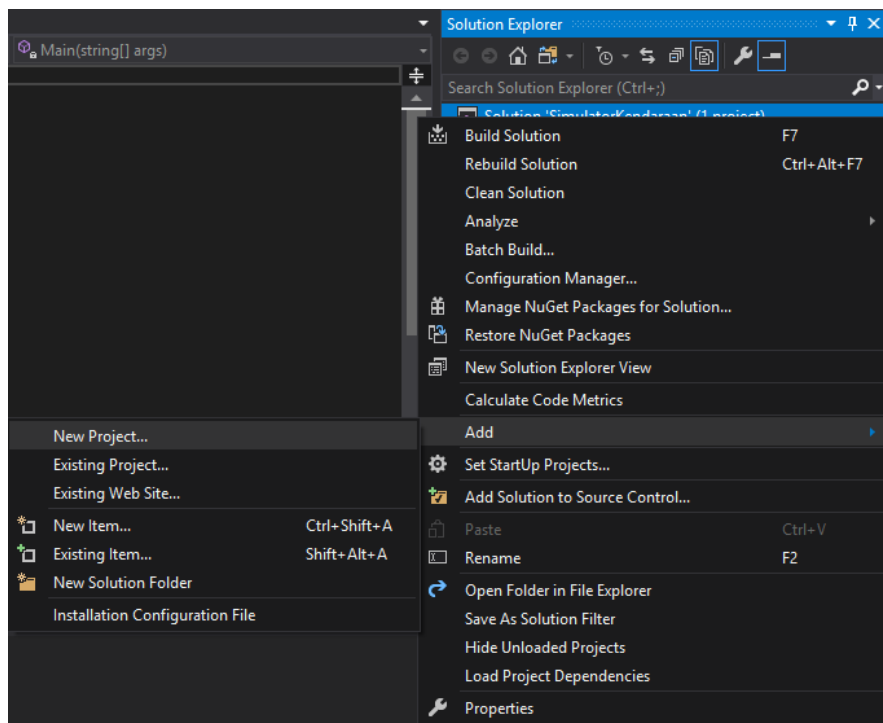 Solution Explorer
Main(string[] args)
Search Solution Explorer (Ctrl+;)
Solution 'SimulatorKendaraan' (1 project)
Build Solution F7
Rebuild Solution Ctrl+Alt+F7
Clean Solution
Analyze
Batch Build...
Configuration Manager...
Manage NuGet Packages for Solution...
Restore NuGet Packages
New Solution Explorer View
Calculate Code Metrics
Add
Set StartUp Projects...
Add Solution to Source Control...
Paste Ctrl+V
Rename F2
Open Folder in File Explorer
Save As Solution Filter
Hide Unloaded Projects
Load Project Dependencies
Properties
New Project...
Existing Project...
Existing Web Site...
New Item... Ctrl+Shift+A
Existing Item... Shift+Alt+A
New Solution Folder
Installation Configuration File